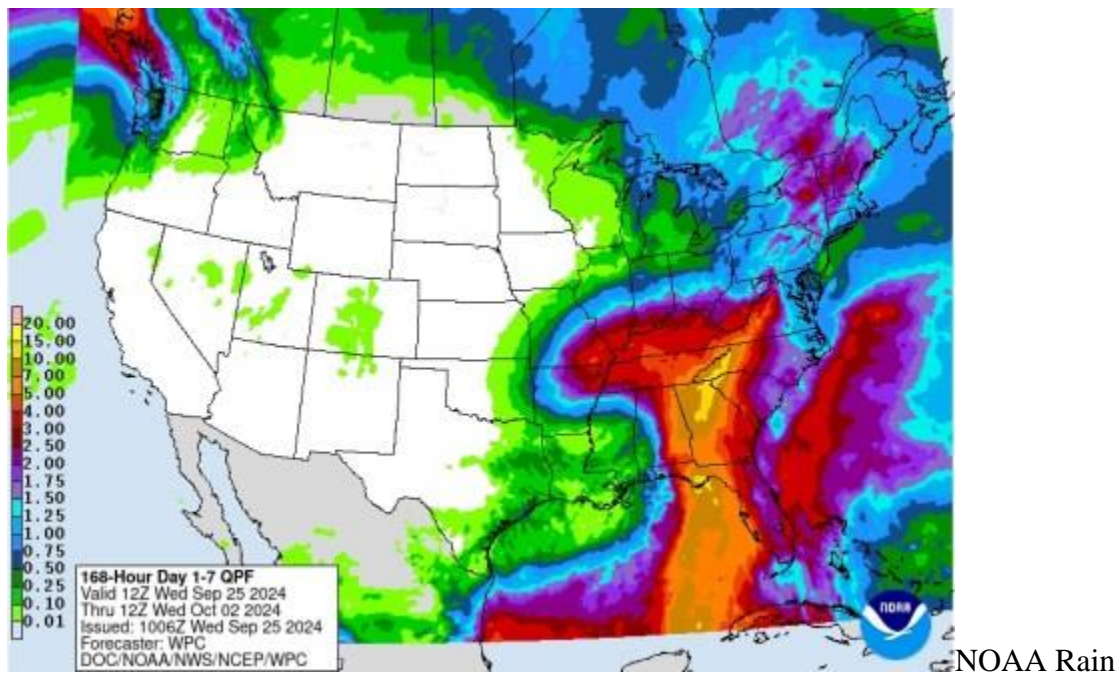 20.00
15.00
10.00
7.00
5.00
4.00
3.00
2.50
2.00
1.75
1.50
1.25
1.00
0.75
0.50
0.25
0.10
0.01
168-Hour Day 1-7 QPF
Valid 12Z Wed Sep 25 2024
Thru 12Z Wed Oct 02 2024
Issued: 1006Z Wed Sep 25 2024
Forecaster: WPC
DOC/NOAA/NWS/NCEP/WPC
NOAA
NOAA Rain